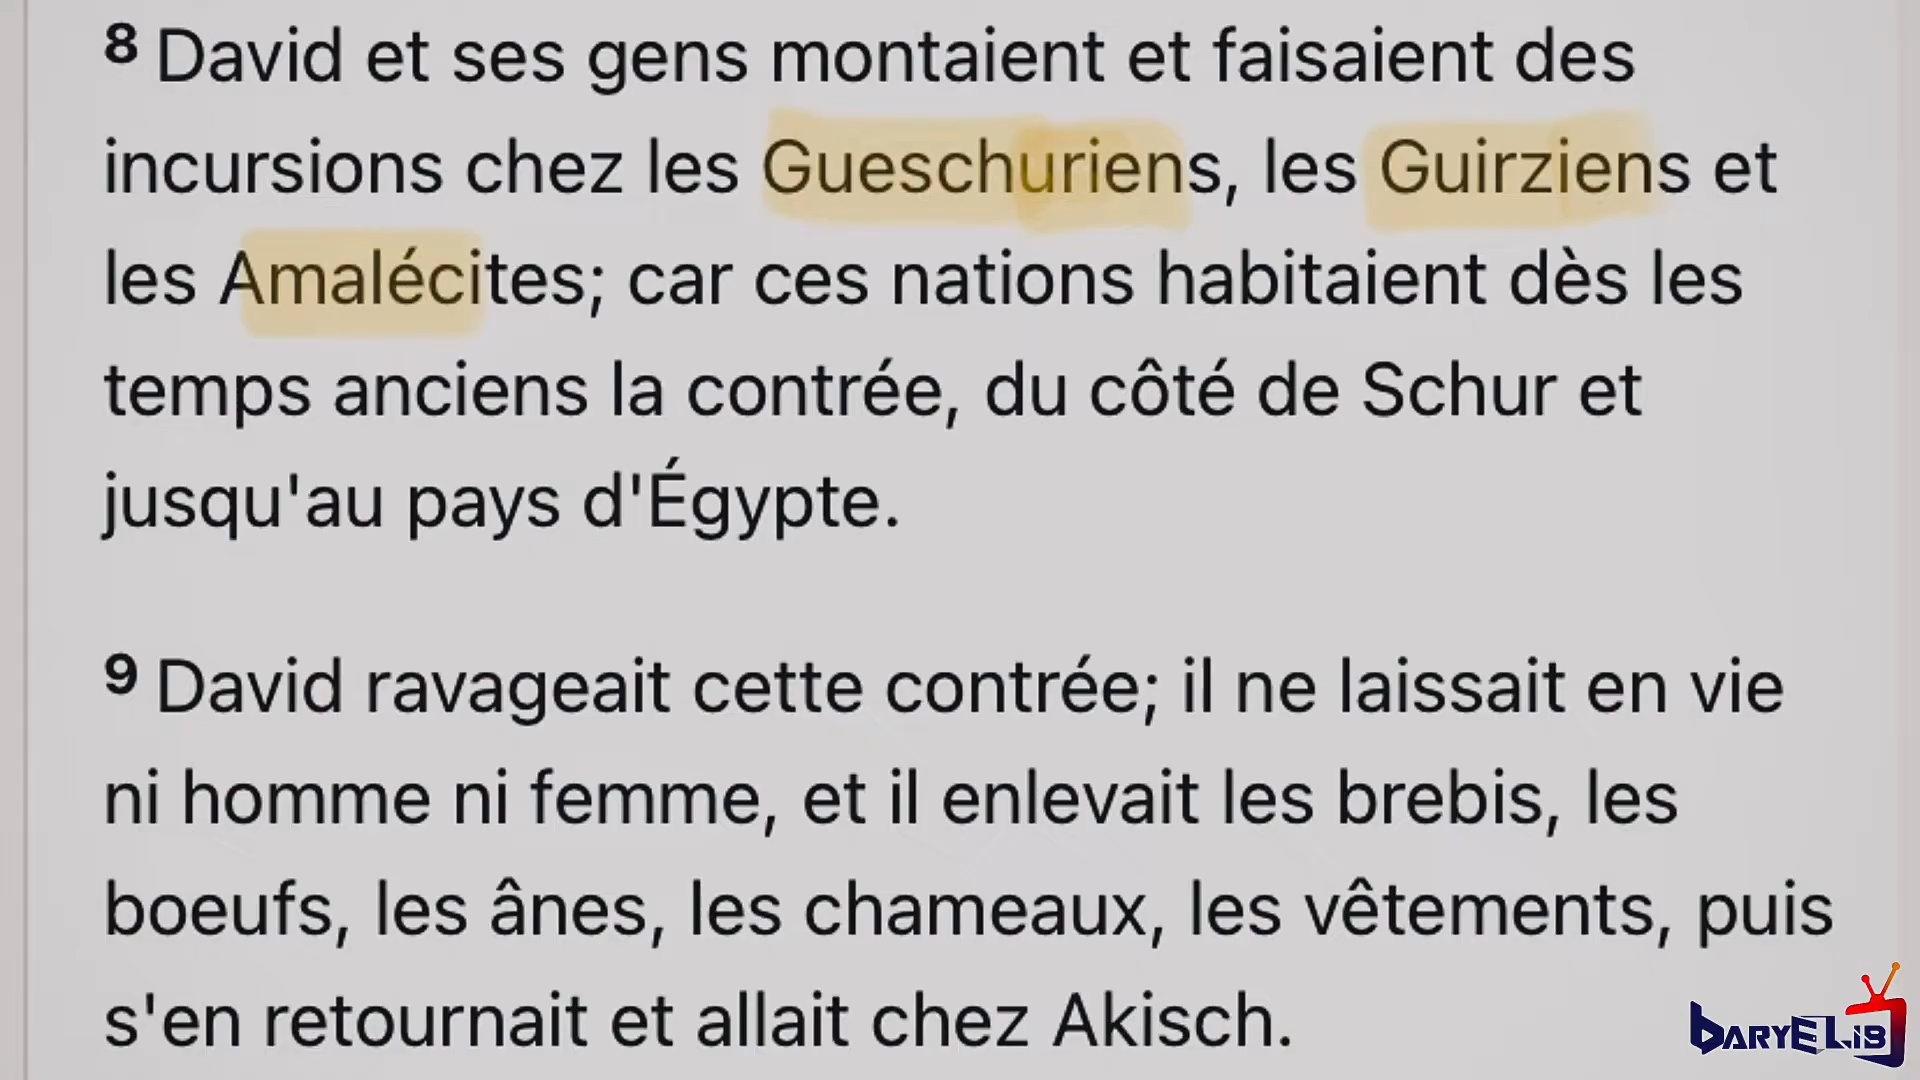 8 David et ses gens montaient et faisaient des
incursions chez les Gueschuriens, les Guirziens et
les Amalécites; car ces nations habitaient dès les
temps anciens la contrée, du côté de Schur et
jusqu'au pays d'Égypte.
9 David ravageait cette contrée; il ne laissait en vie
ni homme ni femme, et il enlevait les brebis, les
boeufs, les ânes, les chameaux, les vêtements, puis
s'en retournait et allait chez Akisch.
bARYELiB